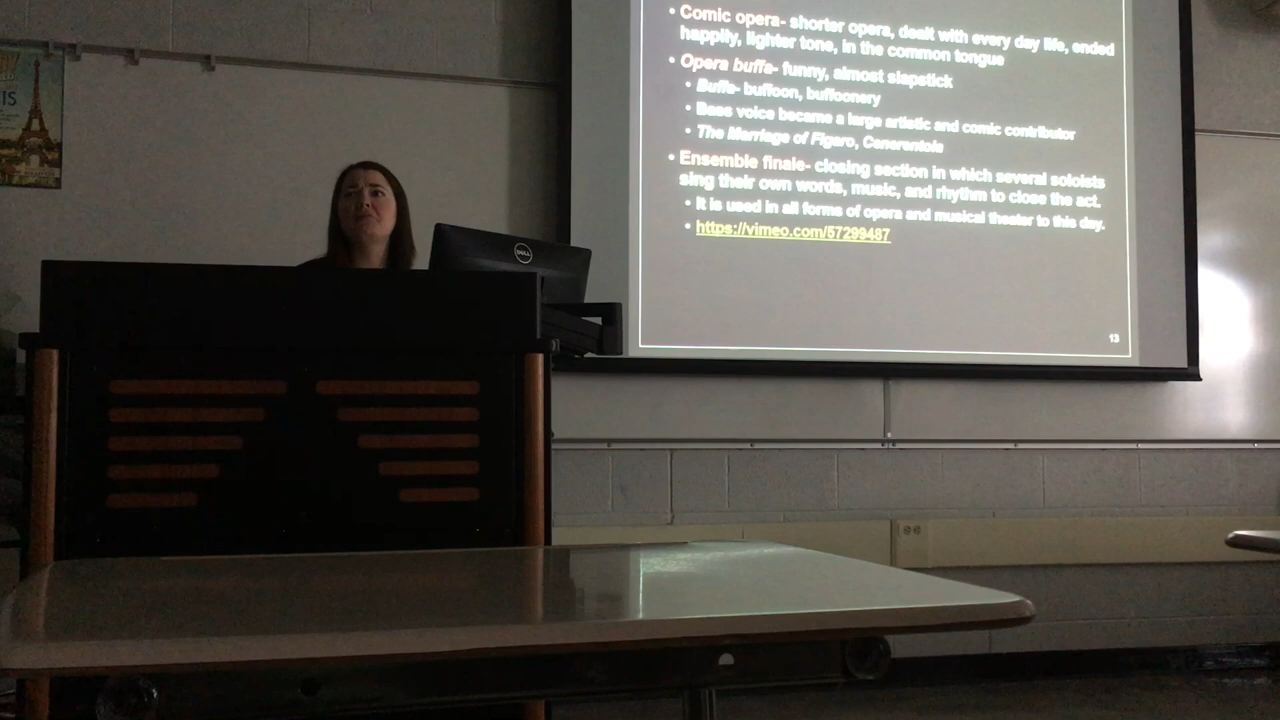 Comic opera- shorter opera, dealt with every day life, ended
happily, lighter tone, in the common tongue
Opera buffa- funny, almost slapstick
Buffa- buffoon, buffoonery
Bass voice became a large artistic and comic contributor
The Marriage of Figaro, Cenerentola
Ensemble finale- closing section in which several soloists
sing their own words, music, and rhythm to close the act.
It is used in all forms of opera and musical theater to this day.
https://vimeo.com/57299487
13
DELL
IS